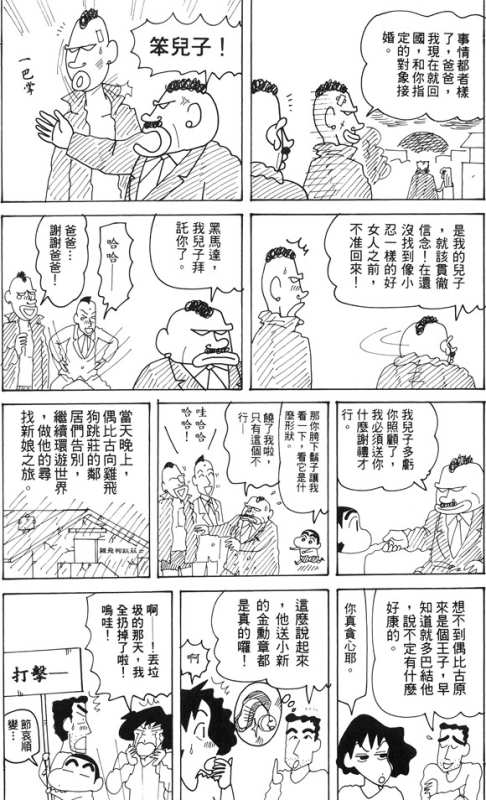 事情都者樣
了，爸爸，
我現在就回
國，和你指
定的對象接
婚。
笨兒子！
一巴掌
是我的兒子
，就該貫徹
信念！在還
沒找到像小
忍一樣的好
女人之前，
不准回來！
黑馬達，
我兒子拜
託你了。
哈哈——
爸爸…
謝謝爸爸！
我兒子多虧
你照顧了，
我必須送你
什麼謝禮才
行。
那你胯下鬍子讓我
看一下，看它是什
麼形狀。
饒了我啦，
只有這個不
行—
哇哈哈
哈哈！
當天晚上，
偶比古向雞飛
狗跳莊的鄰
居們告別，
繼續環遊世界
，做他的尋
找新娘之旅。
雞飛狗跳莊
想不到偶比古原
來是個王子，早
知道就多巴結他
，說不定有什麼
好康的。
你真貪心耶。
這麼說起來
，他送小新
的金勳章都
是真的囉！
啊
啊——！丟垃
圾的那天，我
全扔掉了啦！
嗚哇！
打擊—
節哀順
變…